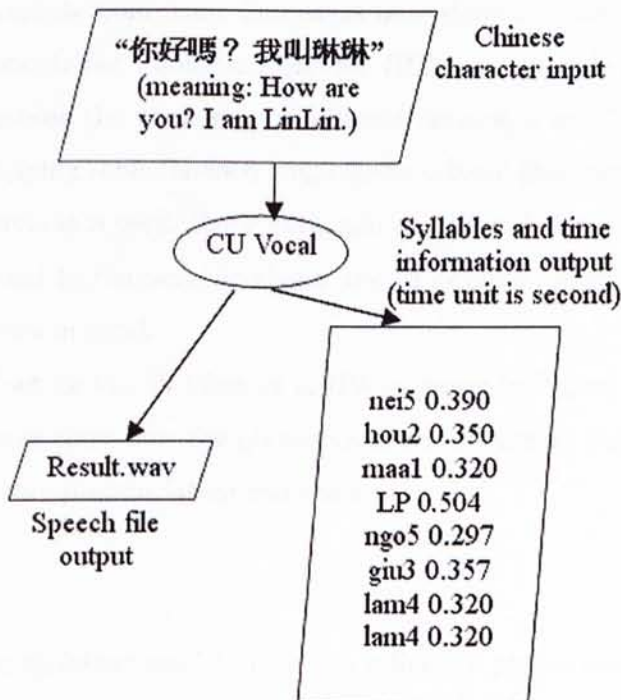 “你好嗎？ 我叫琳琳”
(meaning: How are
you? I am LinLin.)
Chinese
character input
CU Vocal
Syllables and time
information output
(time unit is second)
nei5 0.390
hou2 0.350
maa1 0.320
LP 0.504
ngo5 0.297
giu3 0.357
lam4 0.320
lam4 0.320
Result.wav
Speech file
output